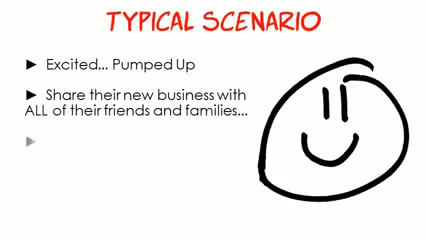 TYPICAL SCENARIO
► Excited... Pumped Up
► Share their new business with
ALL of their friends and families...
►